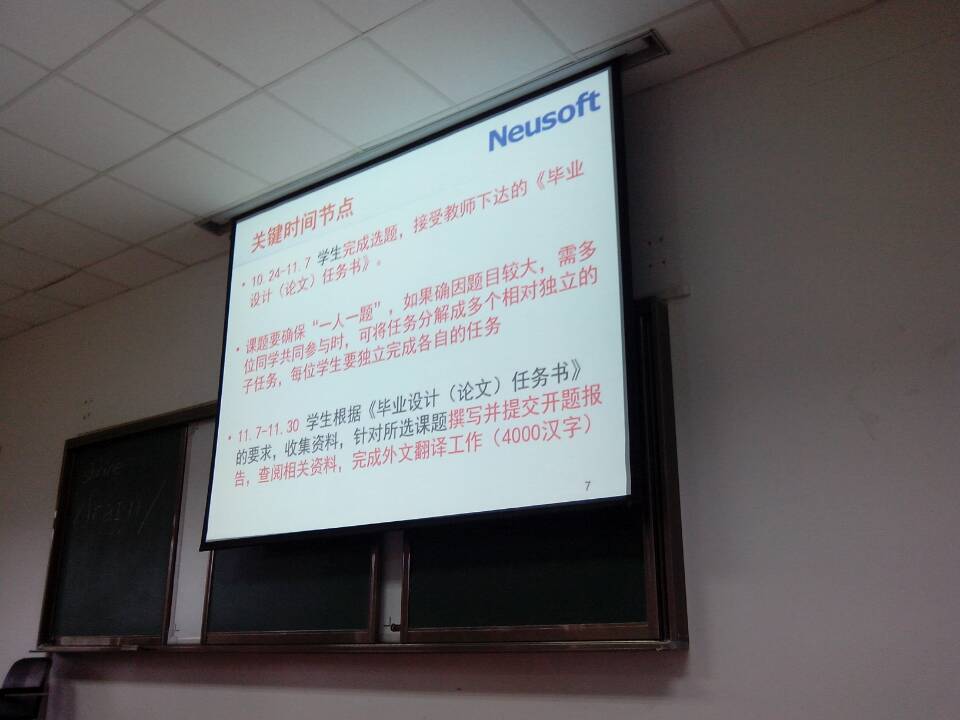 Neusoft
关键时间节点
• 10.24-11.7 学生完成选题，接受教师下达的《毕业
设计（论文）任务书》。
• 课题要确保“一人一题”，如果确因题目较大，需多
位同学共同参与时，可将任务分解成多个相对独立的
子任务，每位学生要独立完成各自的任务
• 11.7-11.30 学生根据《毕业设计（论文）任务书》
的要求，收集资料，针对所选课题撰写并提交开题报
告，查阅相关资料，完成外文翻译工作（4000汉字）
7